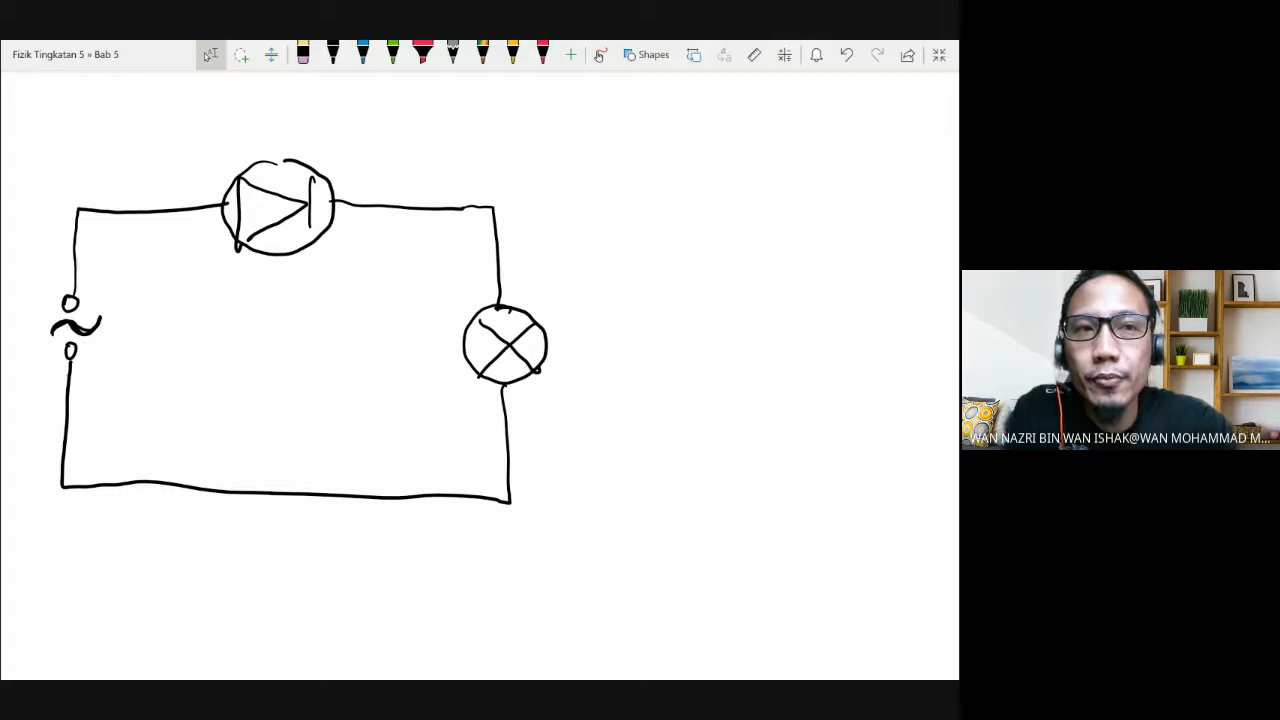 Fizik Tingkatan 5 » Bab 5
Shapes
WAN NAZRI BIN WAN ISHAK@WAN MOHAMMAD M...